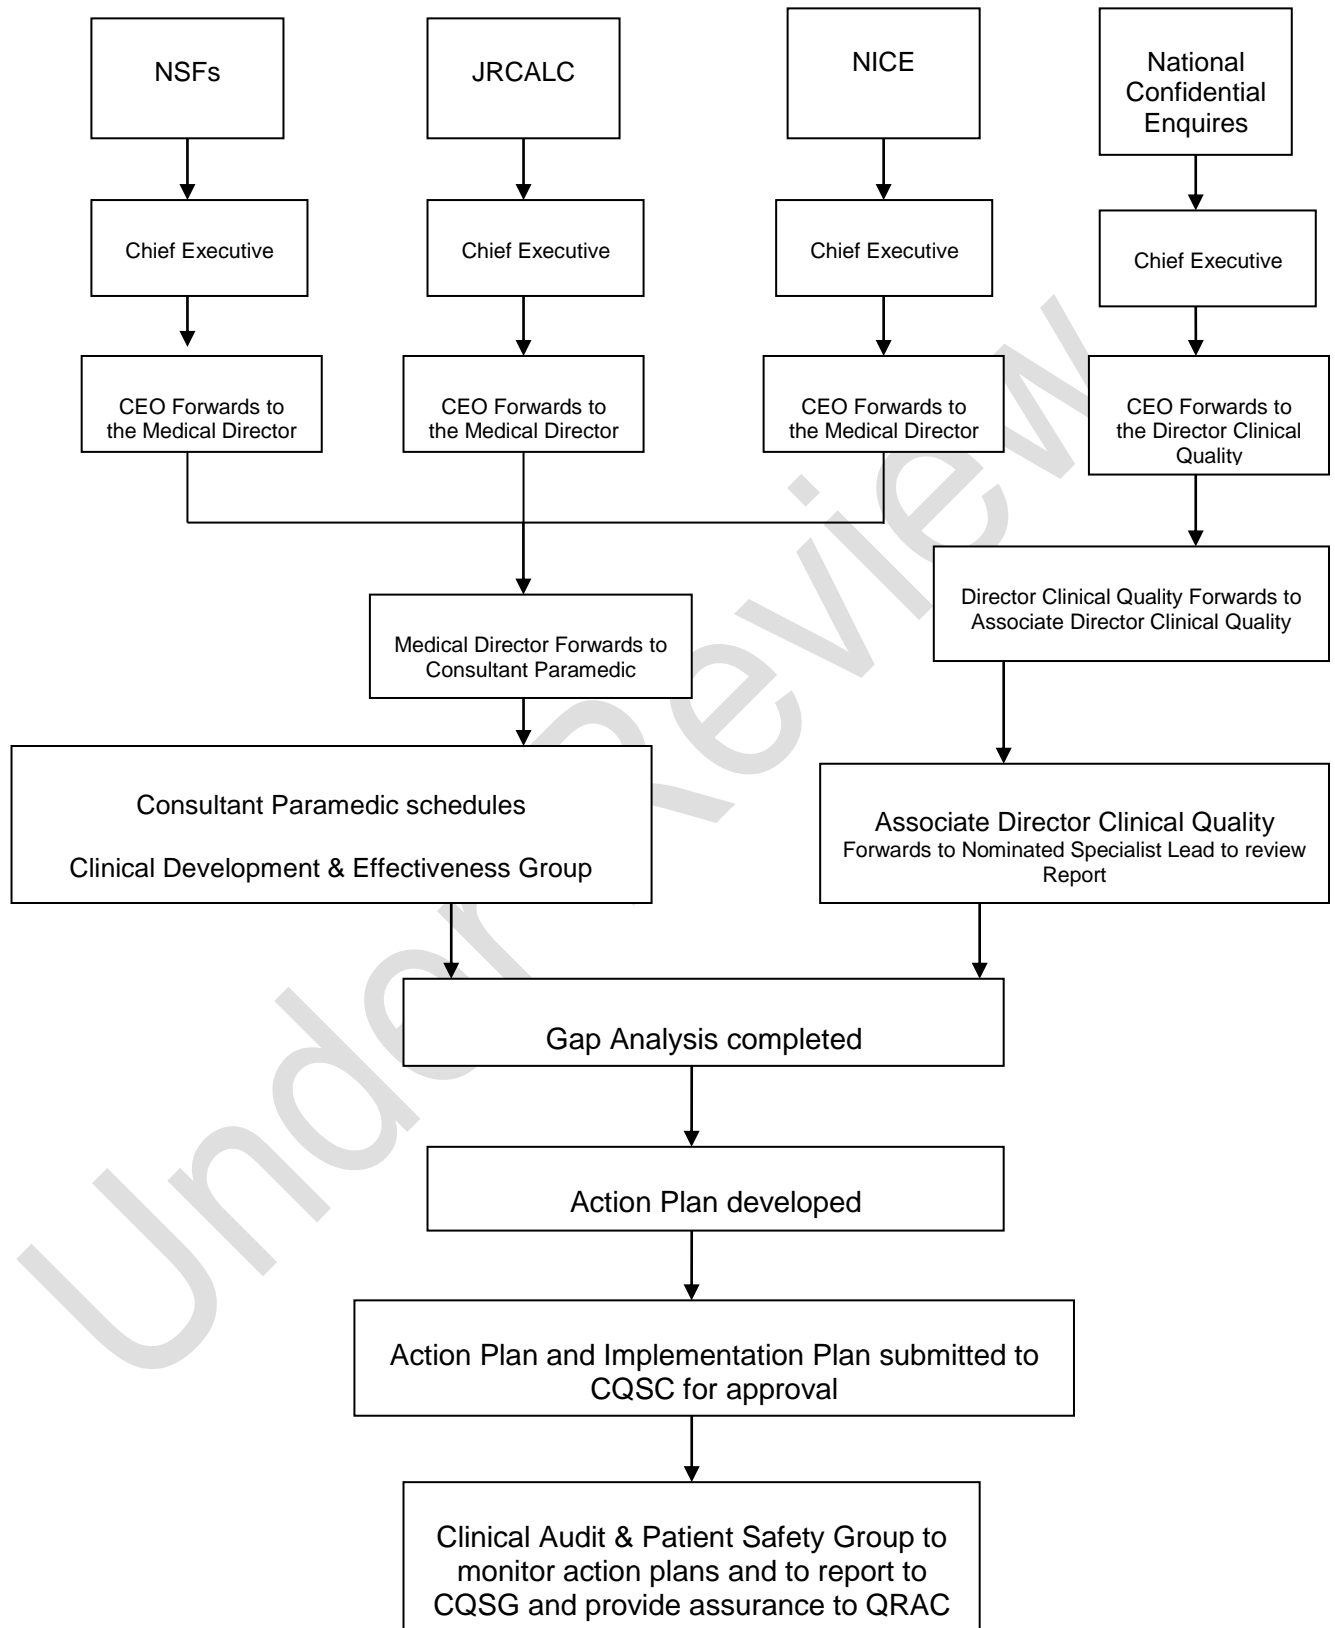 NSFs
JRCALC
NICE
National
Confidential
Enquires
Chief Executive
Chief Executive
Chief Executive
Chief Executive
CEO Forwards to
the Medical Director
CEO Forwards to
the Medical Director
CEO Forwards to
the Medical Director
CEO Forwards to
the Director Clinical
Quality
Director Clinical Quality Forwards to
Associate Director Clinical Quality
Medical Director Forwards to
Consultant Paramedic
Consultant Paramedic schedules
Clinical Development & Effectiveness Group
Associate Director Clinical Quality
Forwards to Nominated Specialist Lead to review
Report
Gap Analysis completed
Action Plan developed
Action Plan and Implementation Plan submitted to
CQSC for approval
Clinical Audit & Patient Safety Group to
monitor action plans and to report to
CQSG and provide assurance to QRAC
Under Review